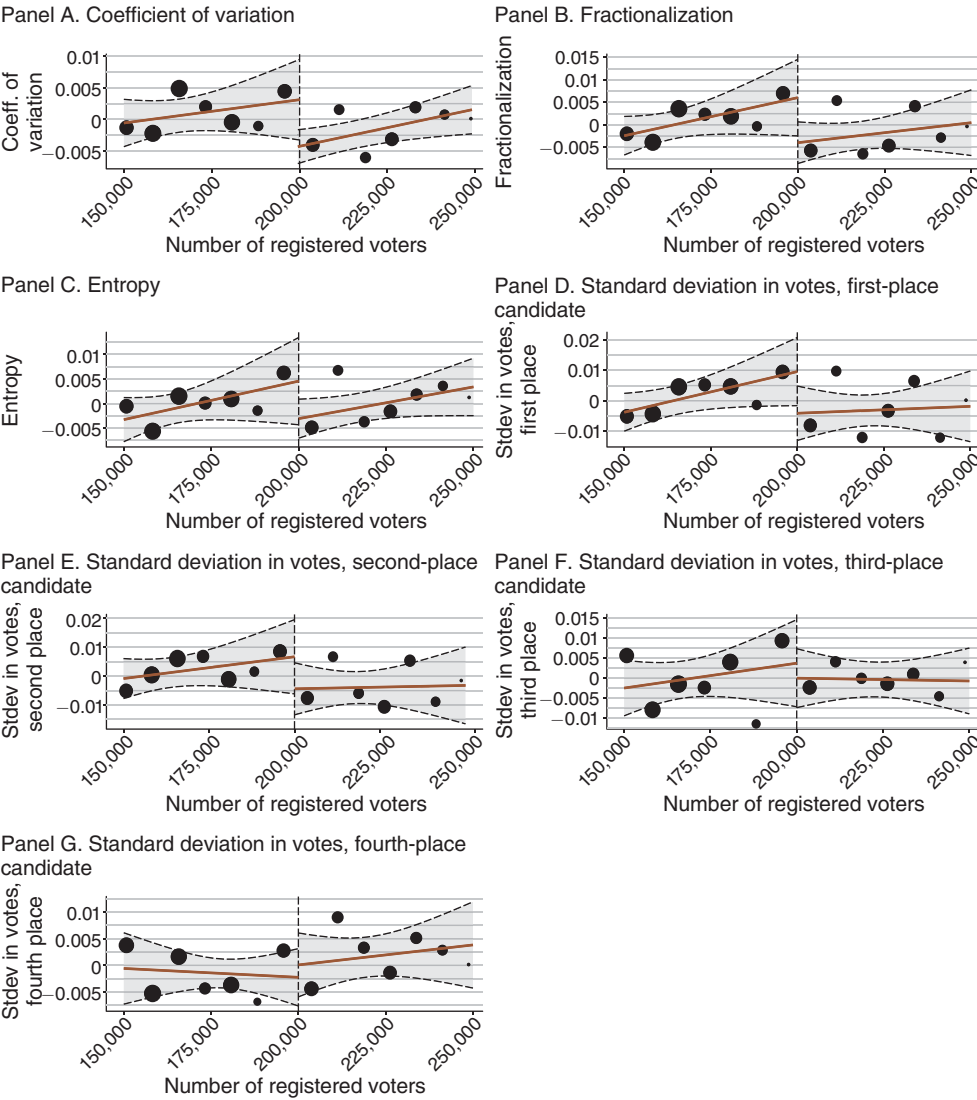 Panel A. Coefficient of variation
Coeff. of
variation
0.01
0.005
0
−0.005
150,000
175,000
200,000
225,000
250,000
Number of registered voters
Panel B. Fractionalization
Fractionalization
0.015
0.01
0.005
0
−0.005
150,000
175,000
200,000
225,000
250,000
Number of registered voters
Panel C. Entropy
Entropy
0.01
0.005
0
−0.005
150,000
175,000
200,000
225,000
250,000
Number of registered voters
Panel D. Standard deviation in votes, first-place
candidate
Stdev in votes,
first place
0.02
0.01
0
−0.01
150,000
175,000
200,000
225,000
250,000
Number of registered voters
Panel E. Standard deviation in votes, second-place
candidate
Stdev in votes,
second place
0.02
0.01
0
−0.01
150,000
175,000
200,000
225,000
250,000
Number of registered voters
Panel F. Standard deviation in votes, third-place
candidate
Stdev in votes,
third place
0.015
0.01
0.005
0
−0.005
−0.01
150,000
175,000
200,000
225,000
250,000
Number of registered voters
Panel G. Standard deviation in votes, fourth-place
candidate
Stdev in votes,
fourth place
0.01
0.005
0
−0.005
150,000
175,000
200,000
225,000
250,000
Number of registered voters